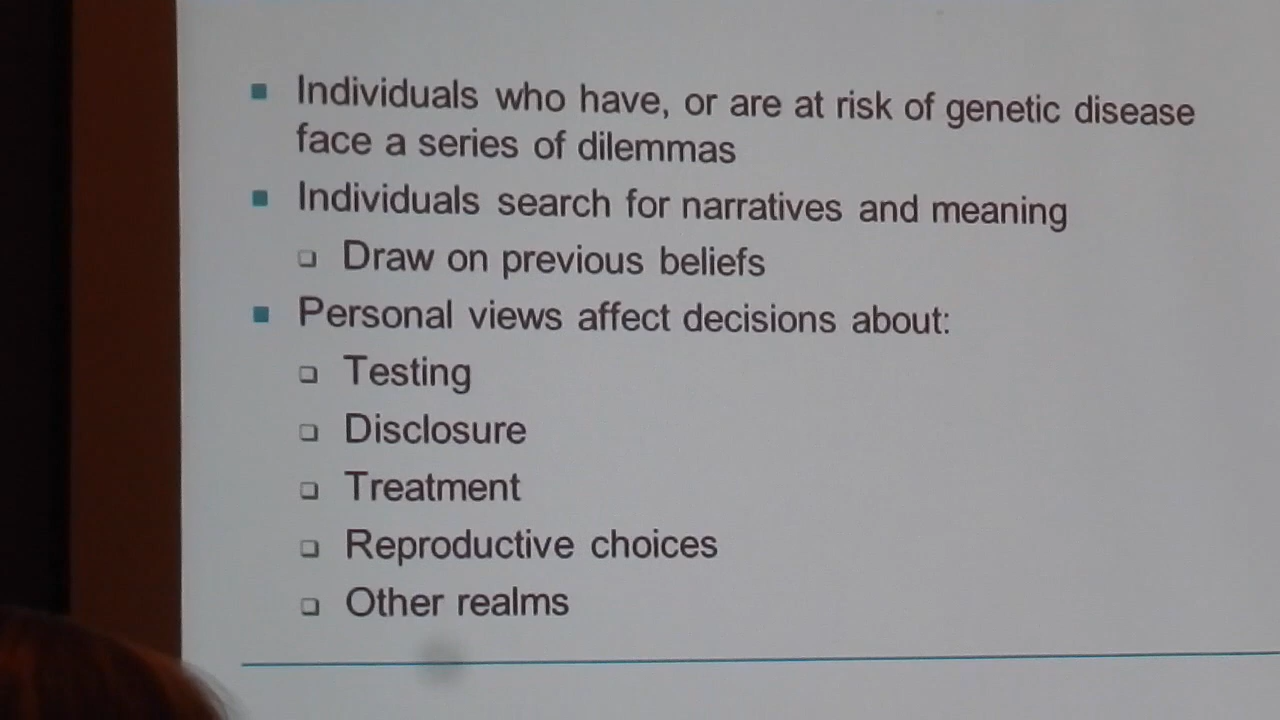 Individuals who have, or are at risk of genetic disease
face a series of dilemmas
Individuals search for narratives and meaning
Draw on previous beliefs
Personal views affect decisions about:
Testing
Disclosure
Treatment
Reproductive choices
Other realms